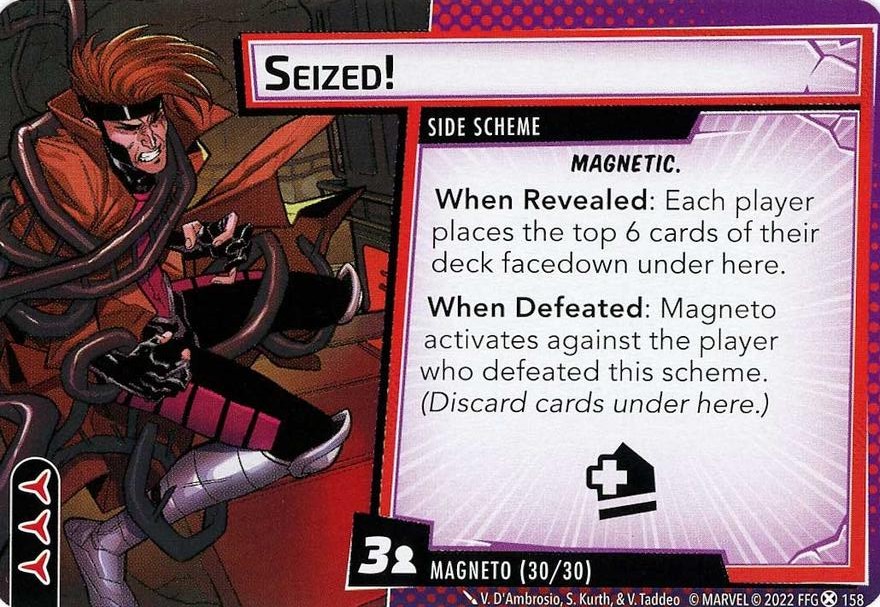 SEIZED!
SIDE SCHEME
MAGNETIC.
When Revealed: Each player
places the top 6 cards of their
deck facedown under here.
When Defeated: Magneto
activates against the player
who defeated this scheme.
(Discard cards under here.)
3
MAGNETO (30/30)
V. D'Ambrosio, S. Kurth, & V. Taddeo © MARVEL © 2022 FFG 158